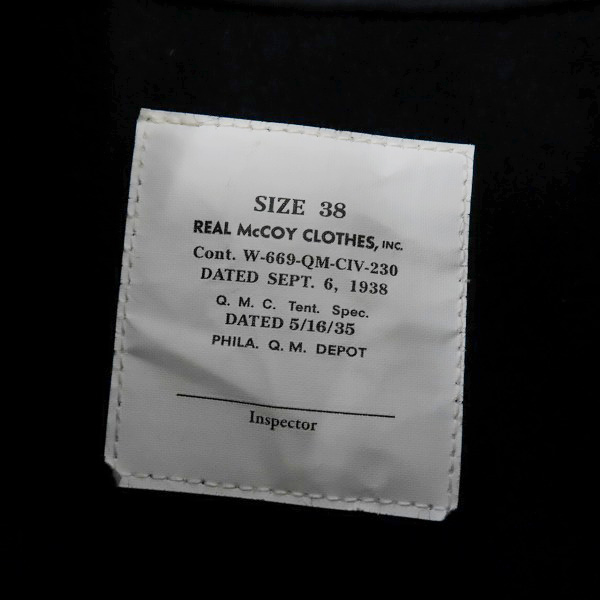 SIZE 38
REAL McCOY CLOTHES, INC.
Cont. W-669-QM-CIV-230
DATED SEPT. 6, 1938
Q. M. C. Tent. Spec.
DATED 5/16/35
PHILA. Q. M. DEPOT
Inspector